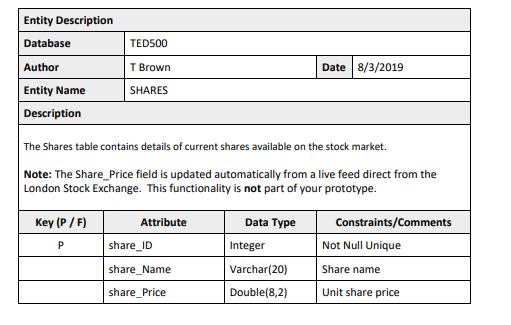 Entity Description
Database TED500
Author T Brown Date 8/3/2019
Entity Name SHARES
Description
The Shares table contains details of current shares available on the stock market.
Note: The Share_Price field is updated automatically from a live feed direct from the
London Stock Exchange. This functionality is not part of your prototype.
Key (P / F) Attribute Data Type Constraints/Comments
P share_ID Integer Not Null Unique
share_Name Varchar(20) Share name
share_Price Double(8,2) Unit share price